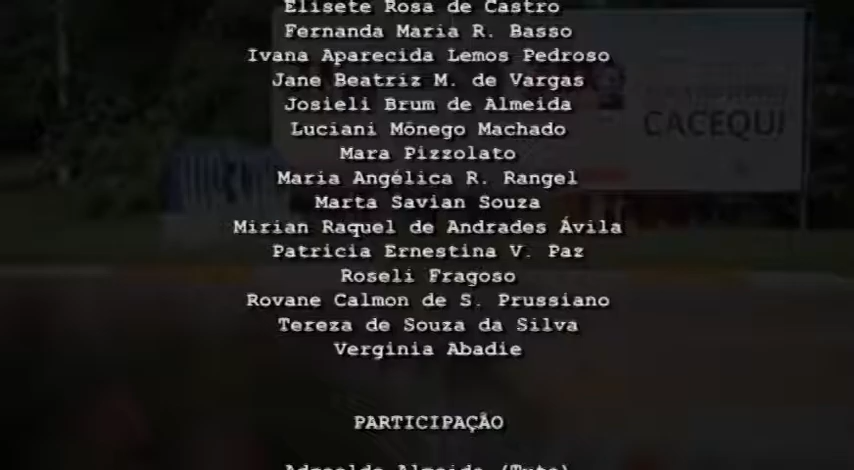 Elisete Rosa de Castro
Fernanda Maria R. Basso
Ivana Aparecida Lemos Pedroso
Jane Beatriz M. de Vargas
Josieli Brum de Almeida
CACEQUI
Luciani Mônego Machado
Mara Pizzolato
Maria Angélica R. Rangel
Marta Savian Souza
Mirian Raquel de Andrades Ávila
Patricia Ernestina V. Paz
Roseli Fragoso
Rovane Calmon de S. Prussiano
Tereza de Souza da Silva
Verginia Abadie
PARTICIPAÇÃO
Almeida